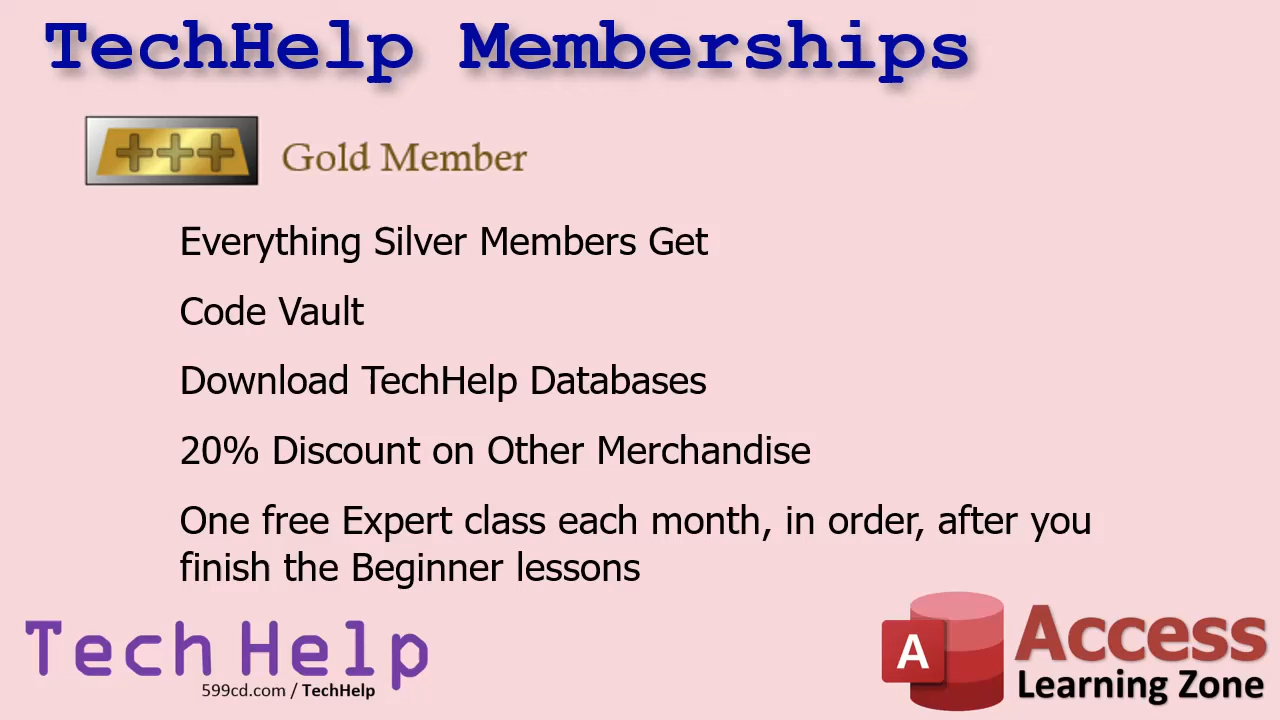 TechHelp Memberships
+++ Gold Member
Everything Silver Members Get
Code Vault
Download TechHelp Databases
20% Discount on Other Merchandise
One free Expert class each month, in order, after you
finish the Beginner lessons
Tech Help
599cd.com / TechHelp
A Access
Learning Zone